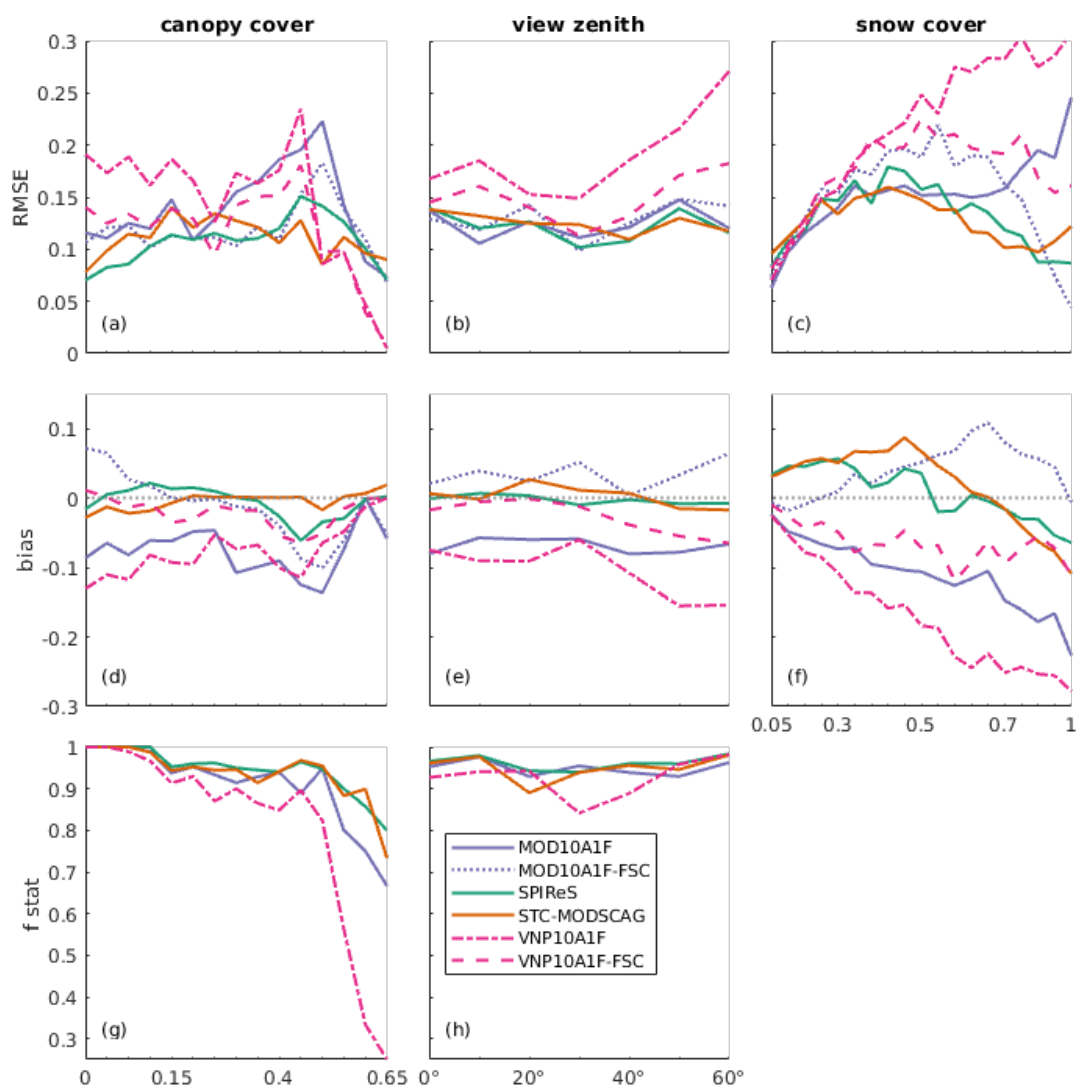 canopy cover
view zenith
snow cover
RMSE
0.3
0.25
0.2
0.15
0.1
0.05
0
(a)
(b)
(c)
bias
0.1
0
-0.1
-0.2
-0.3
(d)
(e)
(f)
0.05
0.3
0.5
0.7
1
f stat
1
0.9
0.8
0.7
0.6
0.5
0.4
0.3
(g)
(h)
MOD10A1F
MOD10A1F-FSC
SPIReS
STC-MODSCAG
VNP10A1F
VNP10A1F-FSC
0
0.15
0.4
0.65
0°
20°
40°
60°